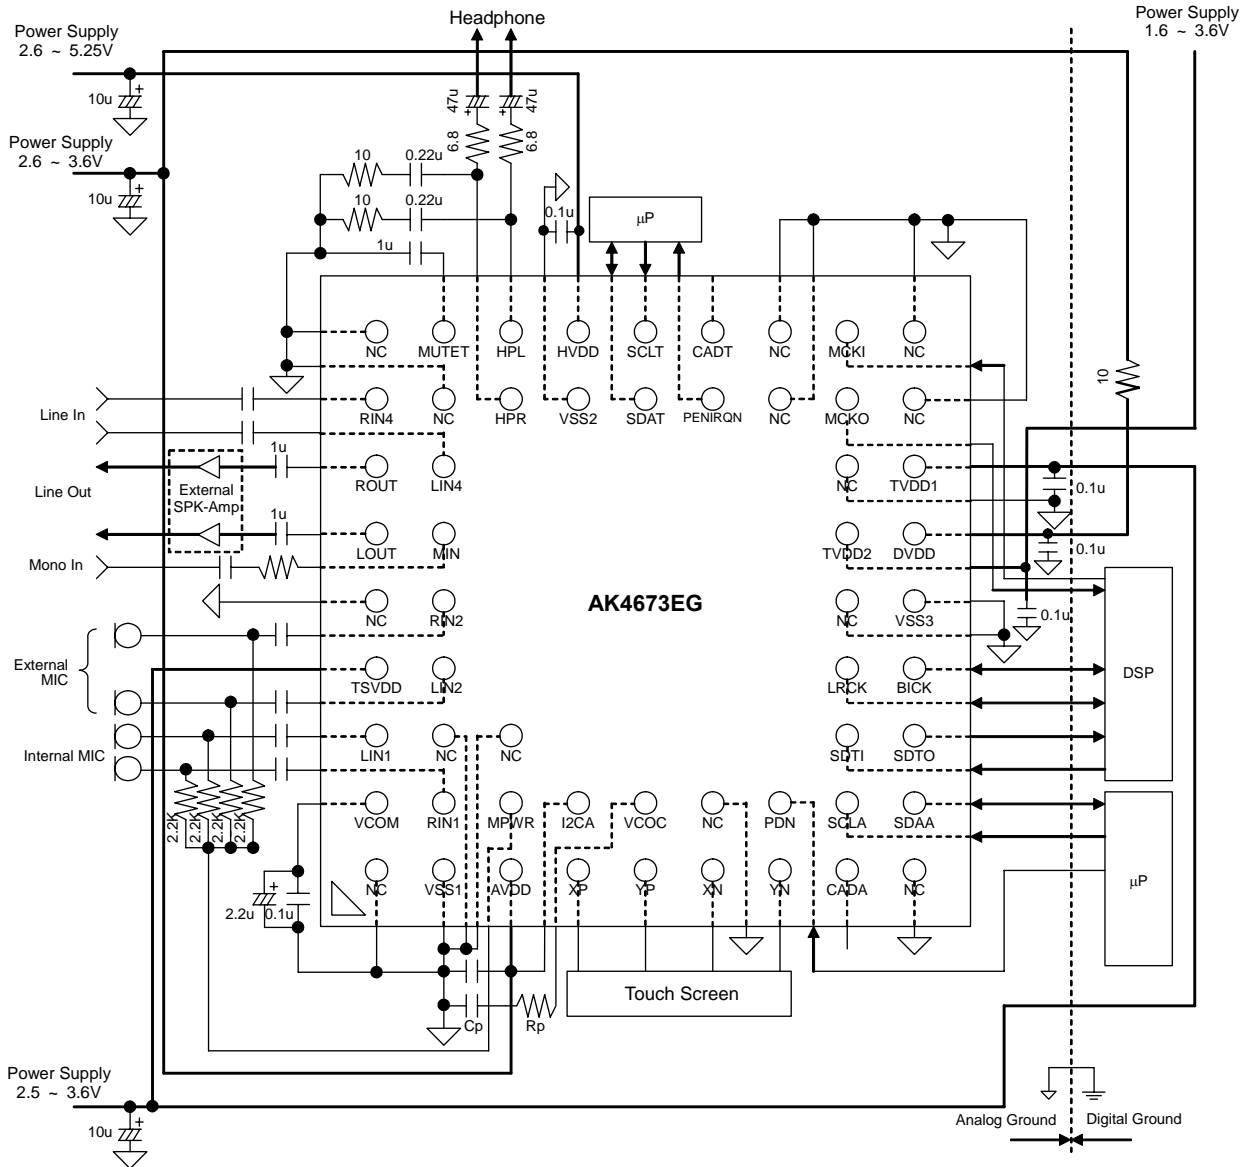 Headphone
Power Supply
2.6 ~ 5.25V
Power Supply
1.6 ~ 3.6V
10u
+
47u
+
47u
+
6.8
6.8
Power Supply
2.6 ~ 3.6V
10u
+
10
0.22u
10
0.22u
1u
0.1u
µP
NC
MUTET
HPL
HVDD
SCLT
CADT
NC
MCKI
NC
10
Line In
RIN4
NC
HPR
VSS2
SDAT
PENIRQN
NC
MCKO
NC
1u
Line Out
External
SPK-Amp
ROUT
LIN4
NC
TVDD1
0.1u
1u
LOUT
MIN
TVDD2
DVDD
0.1u
Mono In
AK4673EG
NC
RIN2
NC
VSS3
0.1u
External
MIC
TSVDD
LIN2
LRCK
BICK
DSP
Internal MIC
LIN1
NC
NC
SDTI
SDTO
2.2K
2.2K
2.2K
2.2K
VCOM
RIN1
MPWR
I2CA
VCOC
NC
PDN
SCLA
SDAA
+
2.2u
0.1u
NC
VSS1
AVDD
XP
YP
XN
YN
CADA
NC
µP
Touch Screen
Cp
Rp
Power Supply
2.5 ~ 3.6V
10u
+
Analog Ground
Digital Ground